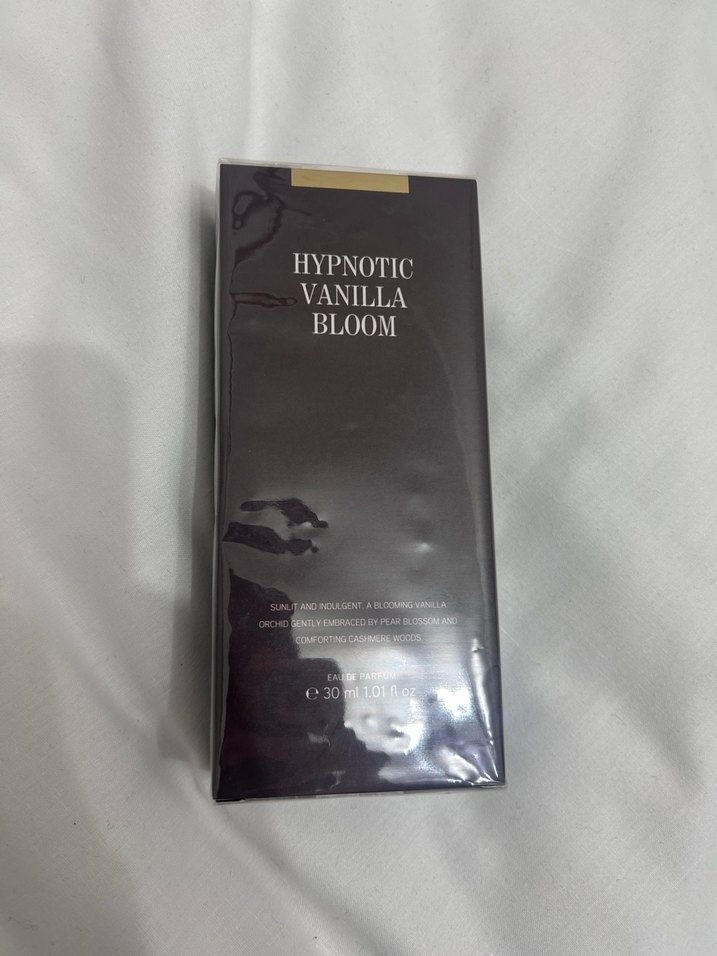 HYPNOTIC
VANILLA
BLOOM
SUNLIT AND INDULGENT. A BLOOMING VANILLA
ORCHID GENTLY EMBRACED BY PEAR BLOSSOM AND
COMFORTING CASHMERE WOODS
EAU DE PARFUM
℮ 30 ml 1.01 fl oz